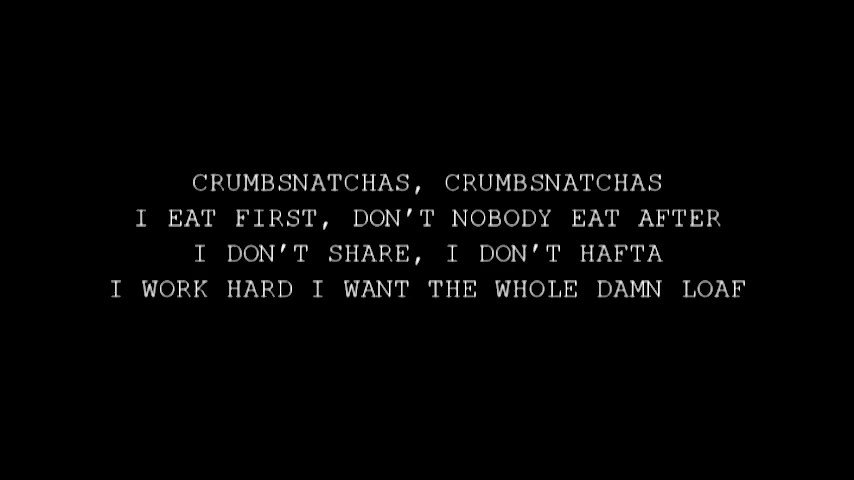 CRUMBSNATCHAS, CRUMBSNATCHAS
I EAT FIRST, DON'T NOBODY EAT AFTER
I DON'T SHARE, I DON'T HAFTA
I WORK HARD I WANT THE WHOLE DAMN LOAF